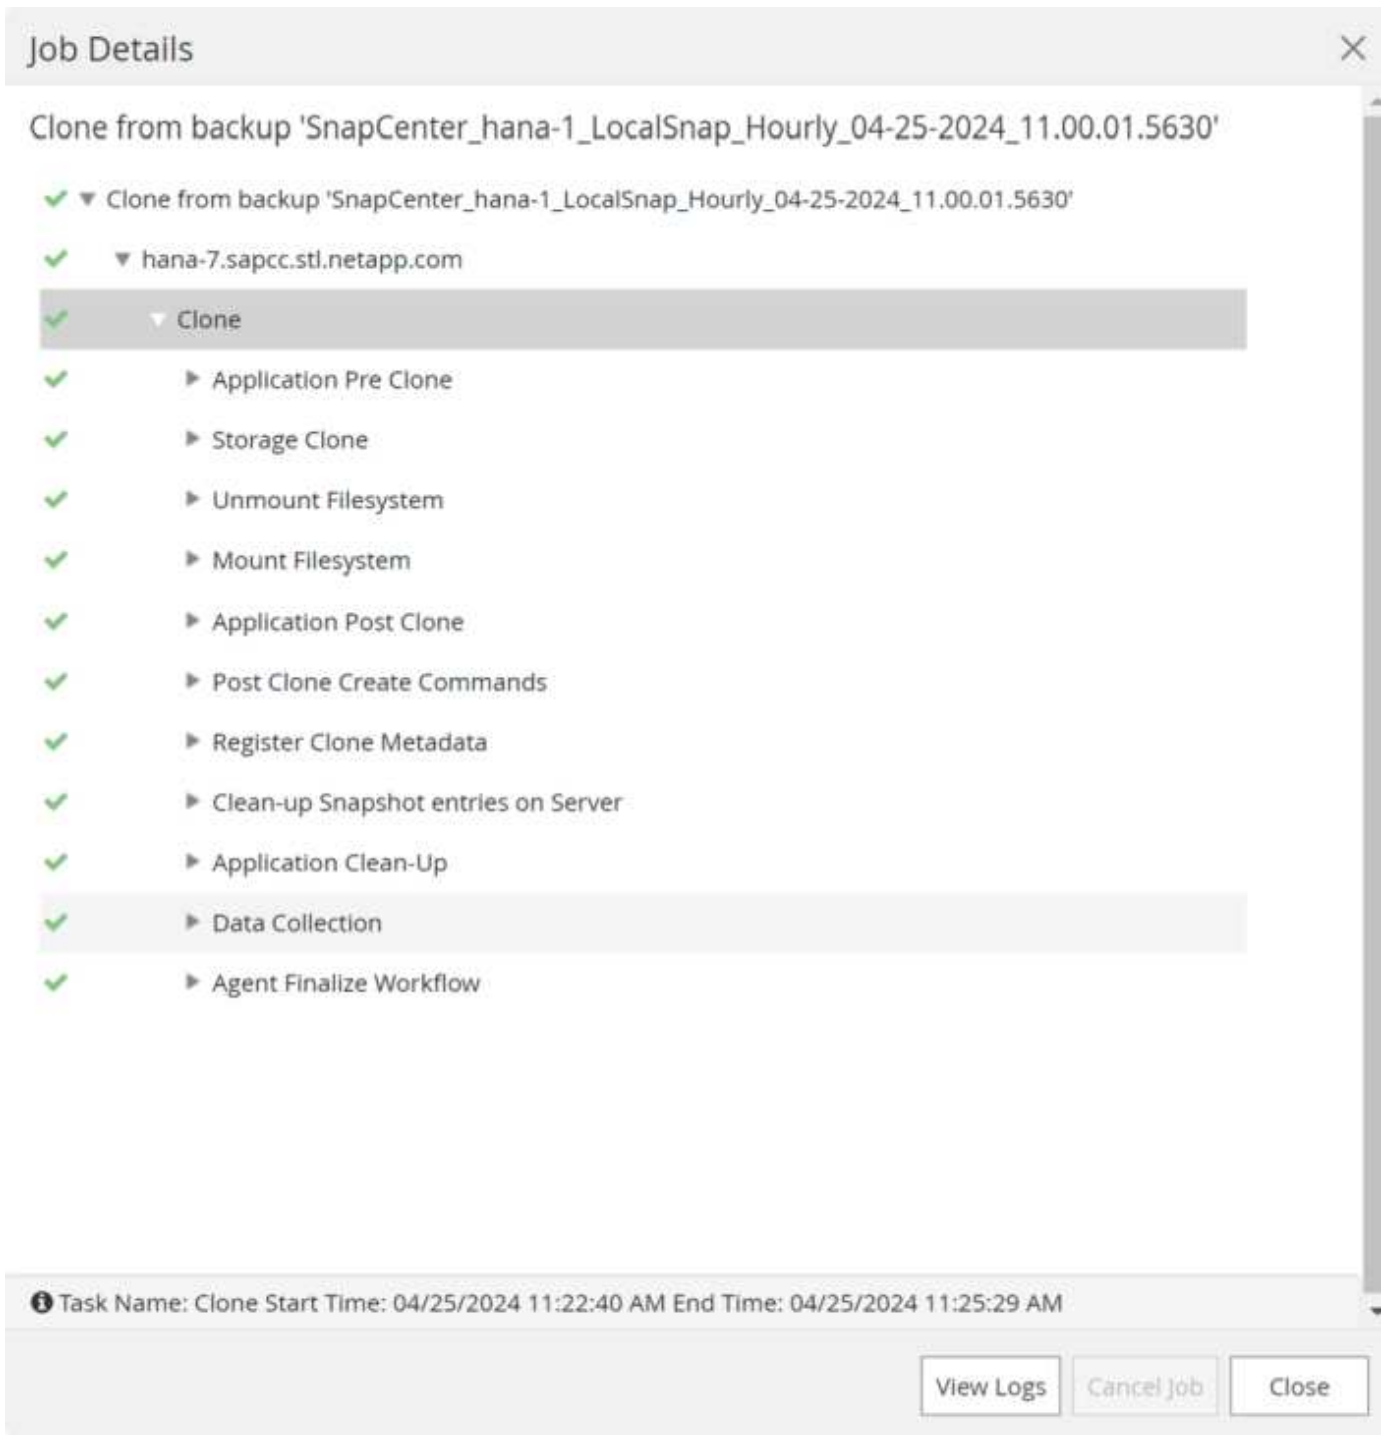 Job Details
Clone from backup 'SnapCenter_hana-1_LocalSnap_Hourly_04-25-2024_11.00.01.5630'
Clone from backup 'SnapCenter_hana-1_LocalSnap_Hourly_04-25-2024_11.00.01.5630'
hana-7.sapcc.stl.netapp.com
Clone
Application Pre Clone
Storage Clone
Unmount Filesystem
Mount Filesystem
Application Post Clone
Post Clone Create Commands
Register Clone Metadata
Clean-up Snapshot entries on Server
Application Clean-Up
Data Collection
Agent Finalize Workflow
Task Name: Clone Start Time: 04/25/2024 11:22:40 AM End Time: 04/25/2024 11:25:29 AM
View Logs Cancel Job Close